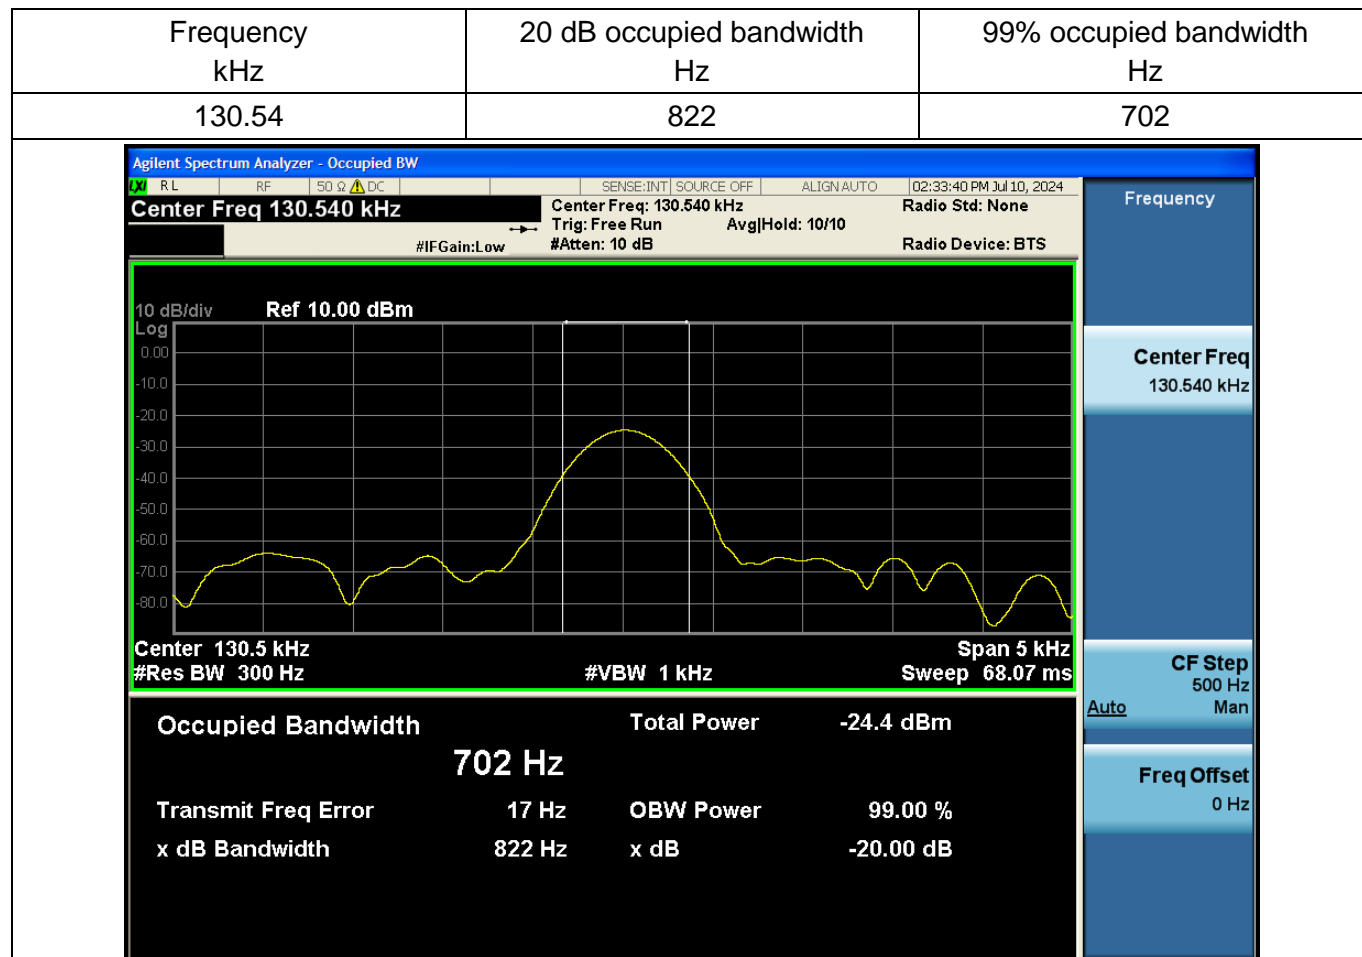 Frequency 20 dB occupied bandwidth 99% occupied bandwidth
kHz Hz Hz
130.54 822 702
Agilent Spectrum Analyzer - Occupied BW
LXI RL RF 50 Ω DC SENSE:INT SOURCE OFF ALIGN AUTO 02:33:40 PM Jul 10, 2024
Center Freq 130.540 kHz Center Freq: 130.540 kHz Radio Std: None Frequency
Trig: Free Run Avg|Hold: 10/10
#IFGain:Low #Atten: 10 dB Radio Device: BTS
10 dB/div Ref 10.00 dBm
Log
0.00
Center Freq
130.540 kHz
-10.0
-20.0
-30.0
-40.0
-50.0
-60.0
-70.0
-80.0
Center 130.5 kHz Span 5 kHz
#Res BW 300 Hz #VBW 1 kHz Sweep 68.07 ms
CF Step
500 Hz
Auto Man
Occupied Bandwidth Total Power -24.4 dBm
702 Hz
Freq Offset
0 Hz
Transmit Freq Error 17 Hz OBW Power 99.00 %
x dB Bandwidth 822 Hz x dB -20.00 dB